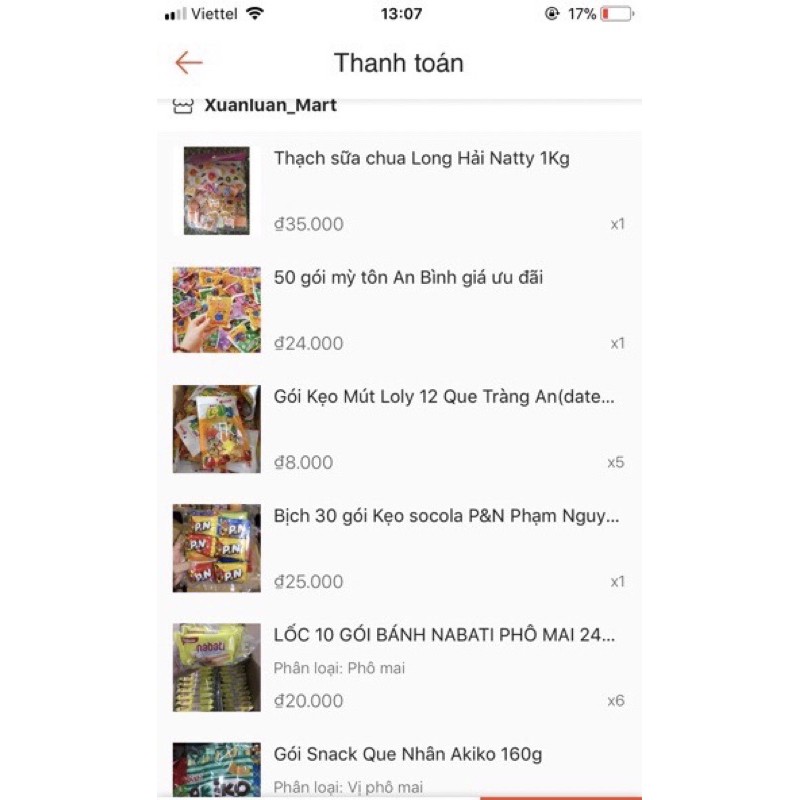 Viettel 13:07 17%
Thanh toán
Xuanluan_Mart
Thạch sữa chua Long Hải Natty 1Kg
₫35.000 x1
50 gói mỳ tôn An Bình giá ưu đãi
₫24.000 x1
Gói Kẹo Mút Loly 12 Que Tràng An(date...
₫8.000 x5
Bịch 30 gói Kẹo socola P&N Phạm Nguy...
₫25.000 x1
LỐC 10 GÓI BÁNH NABATI PHÔ MAI 24...
Phân loại: Phô mai
₫20.000 x6
Gói Snack Que Nhân Akiko 160g
Phân loại: Vị phô mai